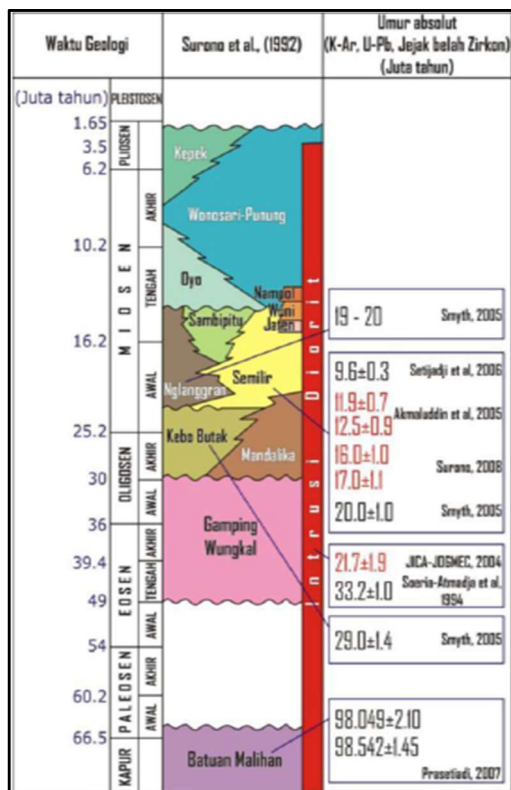 Waktu Geologi
Surono et al., (1992)
Umur absolut
(K-Ar, U-Pb, Jejak belah Zirkon)
(Juta tahun)
(Juta tahun)
PLEISTOSEN
1.65
3.5
6.2
10.2
16.2
25.2
30
36
39.4
49
54
60.2
66.5
PLIOSEN
MIOSEN
AKHIR
TENGAH
AWAL
OLIGOSEN
AKHIR
AWAL
EOSEN
AKHIR
TENGAH
AWAL
PALEOSEN
AKHIR
AWAL
KAPUR
Kepek
Wonosari-Punung
Oyo
Nampol
Wuni
Jaten
Sambipitu
Semilir
Nglanggran
Kebo Butak
Mandalika
Gamping
Wungkal
Batuan Malihan
Intrusi Diorit
19 - 20 Smyth, 2005
9.6±0.3 Setijadji et al, 2006
11.9±0.7
12.5±0.9 Akmaluddin et al, 2005
16.0±1.0
17.0±1.1 Surono, 2008
20.0±1.0 Smyth, 2005
21.7±1.9 JICA-JOGMEC, 2004
33.2±1.0 Soeria-Atmadja et al,
1994
29.0±1.4 Smyth, 2005
98.049±2.10
98.542±1.45
Prasetiadi, 2007